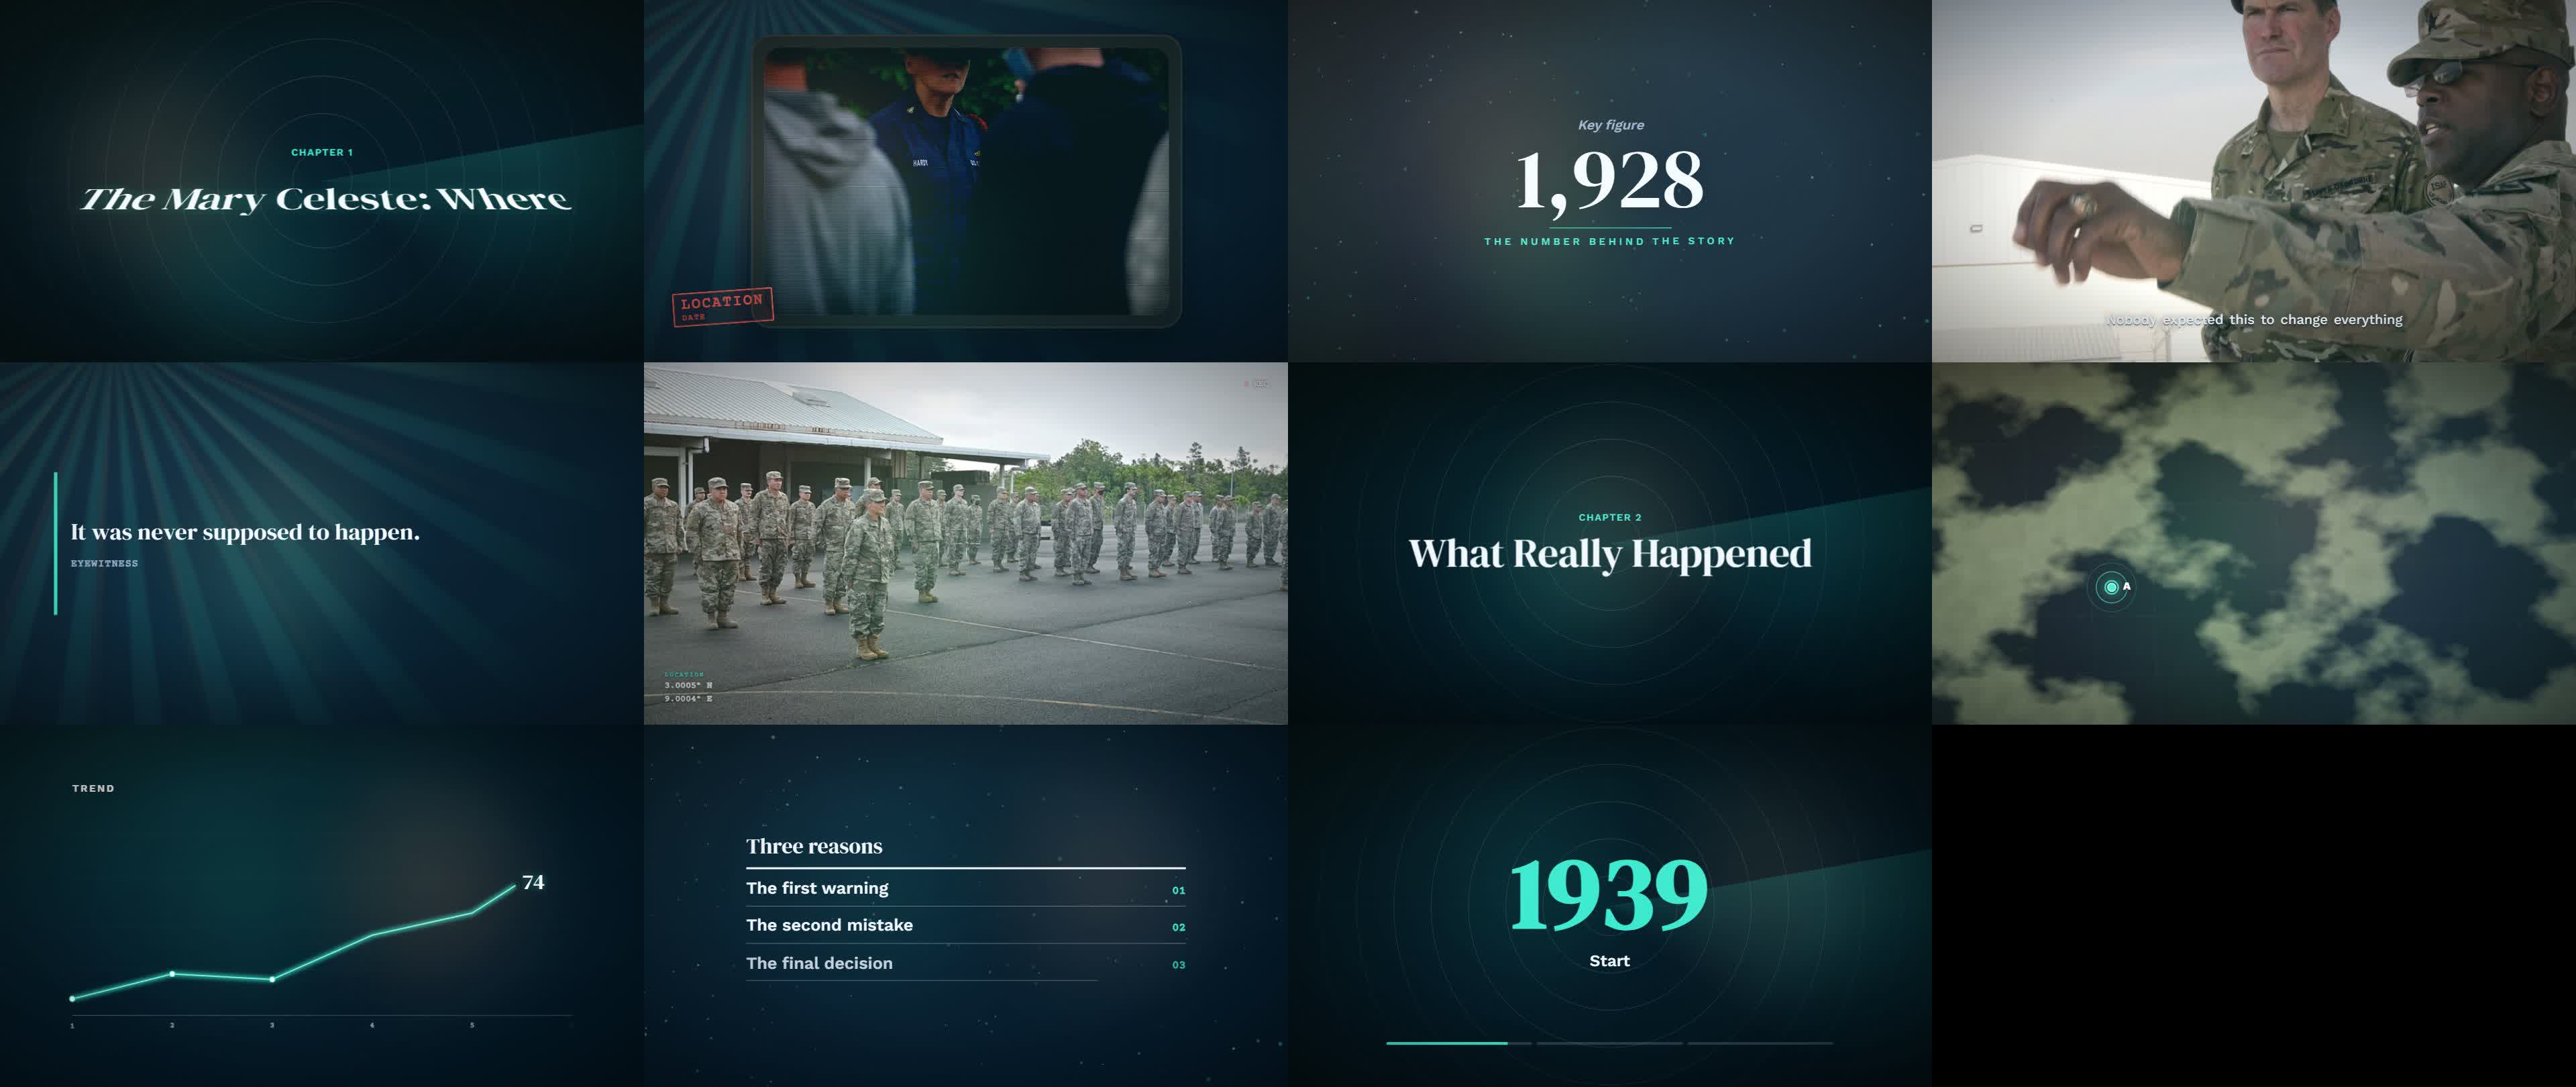 CHAPTER 1
The Mary Celeste: Where
HARDY
LOCATION
DATE
Key figure
1,928
THE NUMBER BEHIND THE STORY
Nobody expected this to change everything
It was never supposed to happen.
EYEWITNESS
LOCATION
3.0005° N
9.0004° E
CHAPTER 2
What Really Happened
A
TREND
74
1 2 3 4 5
Three reasons
The first warning 01
The second mistake 02
The final decision 03
1939
Start